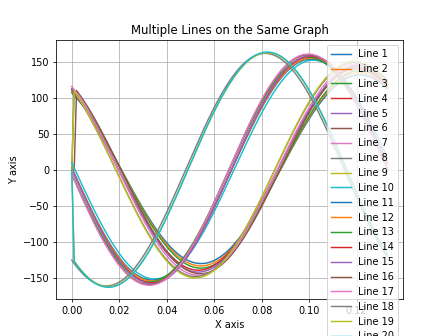 Multiple Lines on the Same Graph
150
100
50
0
−50
−100
−150
Y axis
0.00
0.02
0.04
0.06
0.08
0.10
X axis
Line 1
Line 2
Line 3
Line 4
Line 5
Line 6
Line 7
Line 8
Line 9
Line 10
Line 11
Line 12
Line 13
Line 14
Line 15
Line 16
Line 17
Line 18
Line 19
Line 20